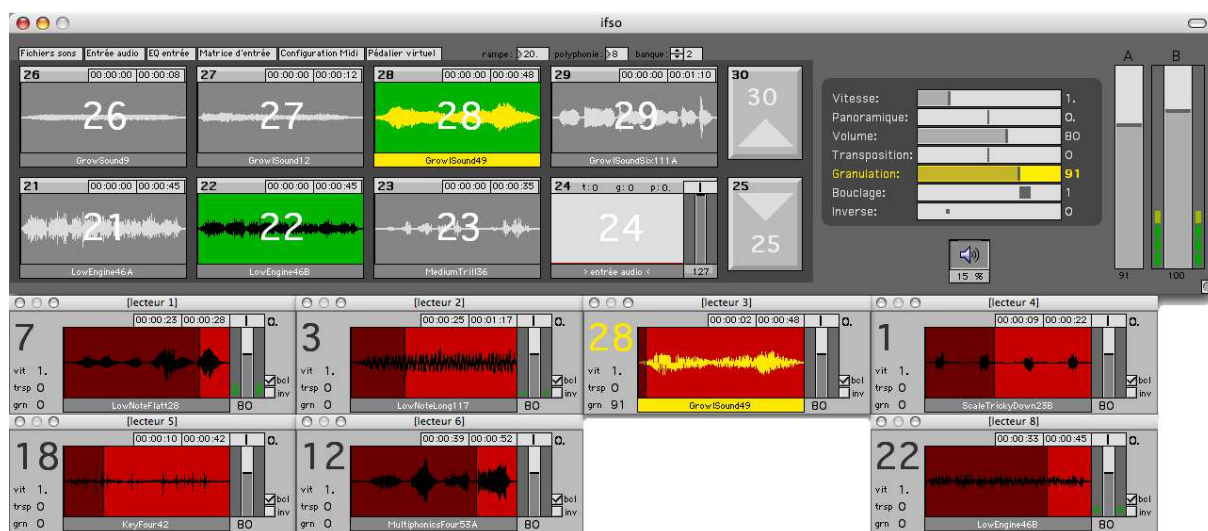 ifso
Fichiers sons Entrée audio EQ entrée Matrice d'entrée Configuration Midi Pédalier virtuel rampe: 20. polyphonie: 8 banque: 2
A B
26 00:00:00 00:00:08 27 00:00:00 00:00:12 28 00:00:00 00:00:48 29 00:00:00 00:01:10 30
26 27 28 29 30
GrowlSound9 GrowlSound12 GrowlSound49 GrowlSoundSix111A
21 00:00:00 00:00:45 22 00:00:00 00:00:45 23 00:00:00 00:00:35 24 t:0 g:0 p:0. 25
21 22 23 24 25
LowEngine46A LowEngine46B MediumTrill36 > entrée audio < 127
Vitesse: 1.
Panoramique: 0.
Volume: 80
Transposition: 0
Granulation: 91
Bouclage: 1
Inverse: 0
15 %
91 100
[lecteur 1] [lecteur 2] [lecteur 3] [lecteur 4]
7 00:00:23 00:00:28 0. 3 00:00:25 00:01:17 0. 28 00:00:02 00:00:48 0. 1 00:00:09 00:00:22 0.
vit 1. vit 1. vit 1. vit 1.
trsp 0 bcl trsp 0 bcl trsp 0 bcl trsp 0 bcl
inv inv inv inv
grn 0 LowNoteFlatt28 80 grn 0 LowNoteLong117 80 grn 91 GrowlSound49 80 grn 0 ScaleTrickyDown23B 80
[lecteur 5] [lecteur 6] [lecteur 8]
18 00:00:10 00:00:42 0. 12 00:00:39 00:00:52 0. 22 00:00:33 00:00:45 0.
vit 1. vit 1. vit 1.
trsp 0 bcl trsp 0 bcl trsp 0 bcl
inv inv inv
grn 0 KeyFour42 80 grn 0 MultiphonicsFour53A 80 grn 0 LowEngine46B 80